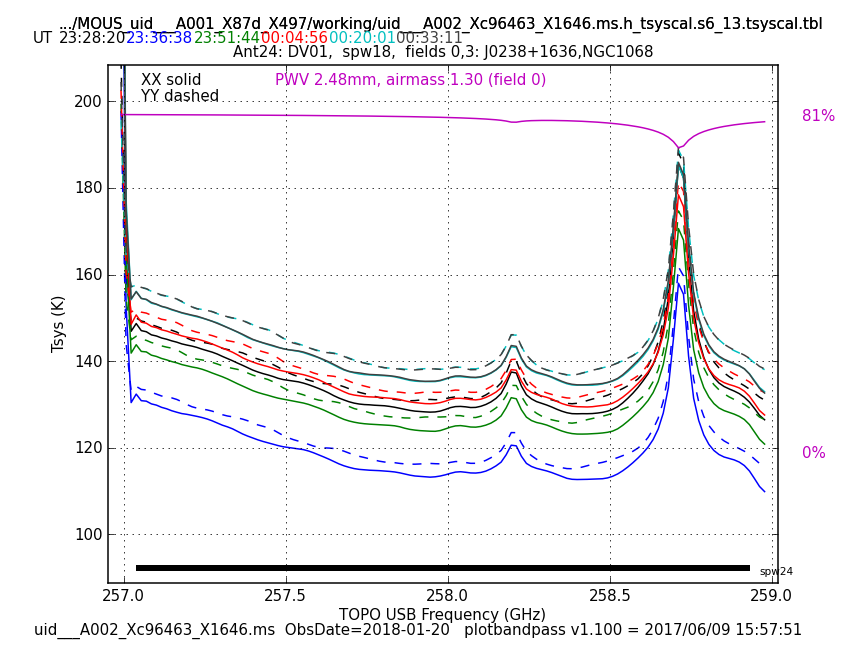 .../MOUS_uid___A001_X87d_X497/working/uid___A002_Xc96463_X1646.ms.h_tsyscal.s6_13.tsyscal.tbl
UT 23:28:20 23:36:38 23:51:44 00:04:56 00:20:01 00:33:11
Ant24: DV01, spw18, fields 0,3: J0238+1636,NGC1068
XX solid PWV 2.48mm, airmass 1.30 (field 0)
YY dashed
200
81%
180
160
Tsys (K)
140
120
0%
100
spw24
257.0 257.5 258.0 258.5 259.0
TOPO USB Frequency (GHz)
uid___A002_Xc96463_X1646.ms ObsDate=2018-01-20 plotbandpass v1.100 = 2017/06/09 15:57:51